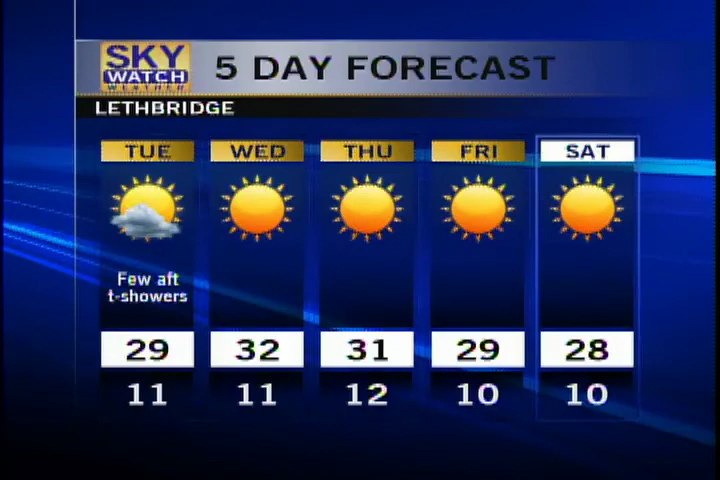 SKY
WATCH
WEATHER
5 DAY FORECAST
LETHBRIDGE
TUE WED THU FRI SAT
Few aft
t-showers
29 32 31 29 28
11 11 12 10 10